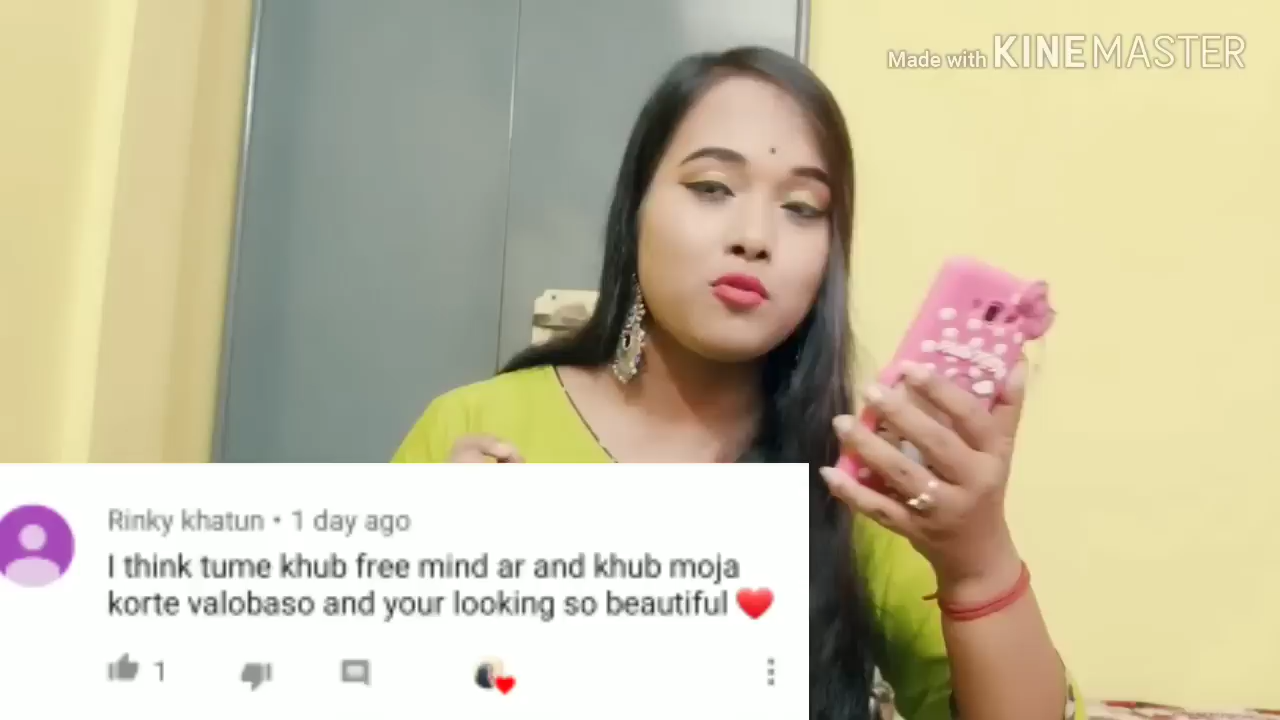 Made with KINEMASTER
Rinky khatun • 1 day ago
I think tume khub free mind ar and khub moja
korte valobaso and your looking so beautiful ❤️
1